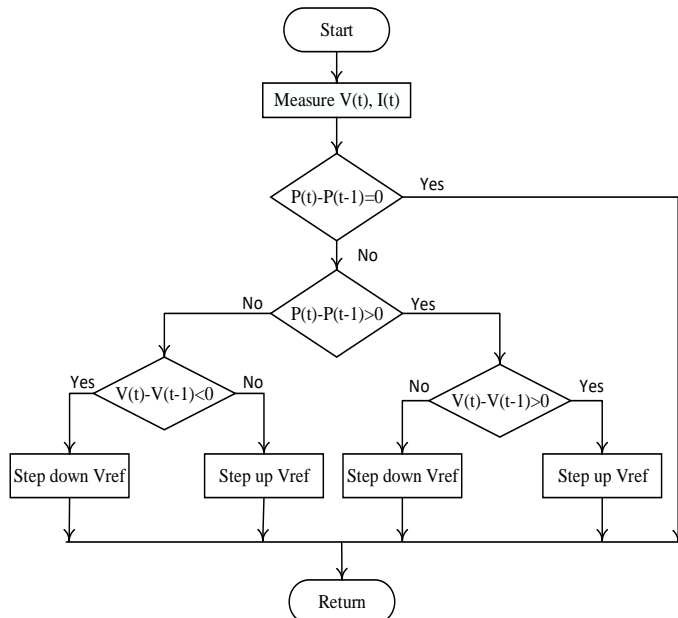 Start
Measure V(t), I(t)
P(t)-P(t-1)=0
Yes
No
P(t)-P(t-1)>0
No
Yes
V(t)-V(t-1)<0
Yes
No
V(t)-V(t-1)>0
No
Yes
Step down Vref
Step up Vref
Step down Vref
Step up Vref
Return